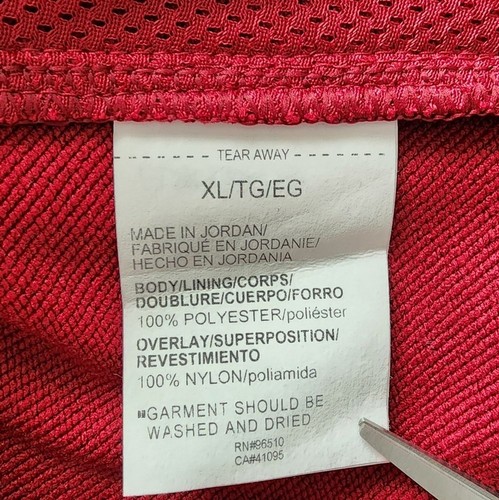 TEAR AWAY
XL/TG/EG
MADE IN JORDAN/
FABRIQUÉ EN JORDANIE/
HECHO EN JORDANIA
BODY/LINING/CORPS/
DOUBLURE/CUERPO/FORRO
100% POLYESTER/poliéster
OVERLAY/SUPERPOSITION/
REVESTIMIENTO
100% NYLON/poliamida
"GARMENT SHOULD BE
WASHED AND DRIED
RN#96510
CA#41095